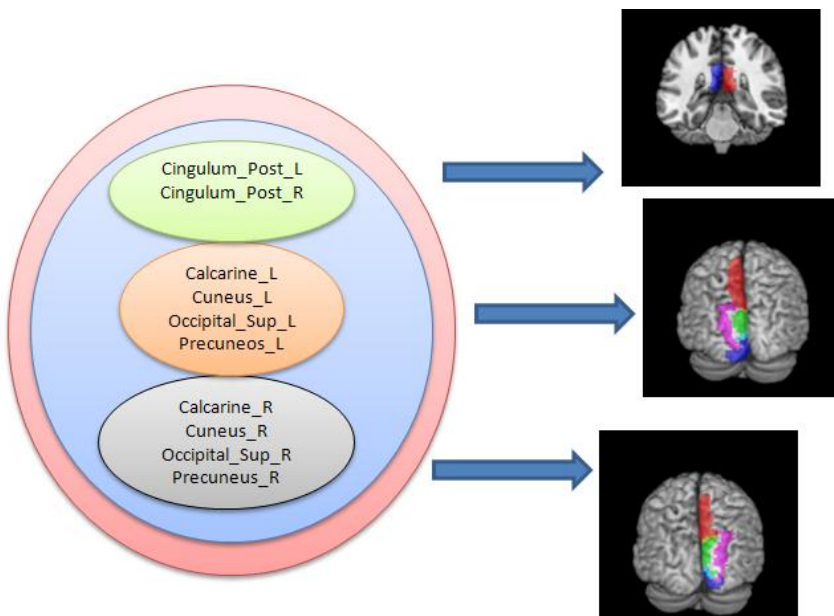 Cingulum_Post_L
Cingulum_Post_R
Calcarine_L
Cuneus_L
Occipital_Sup_L
Precuneos_L
Calcarine_R
Cuneus_R
Occipital_Sup_R
Precuneus_R